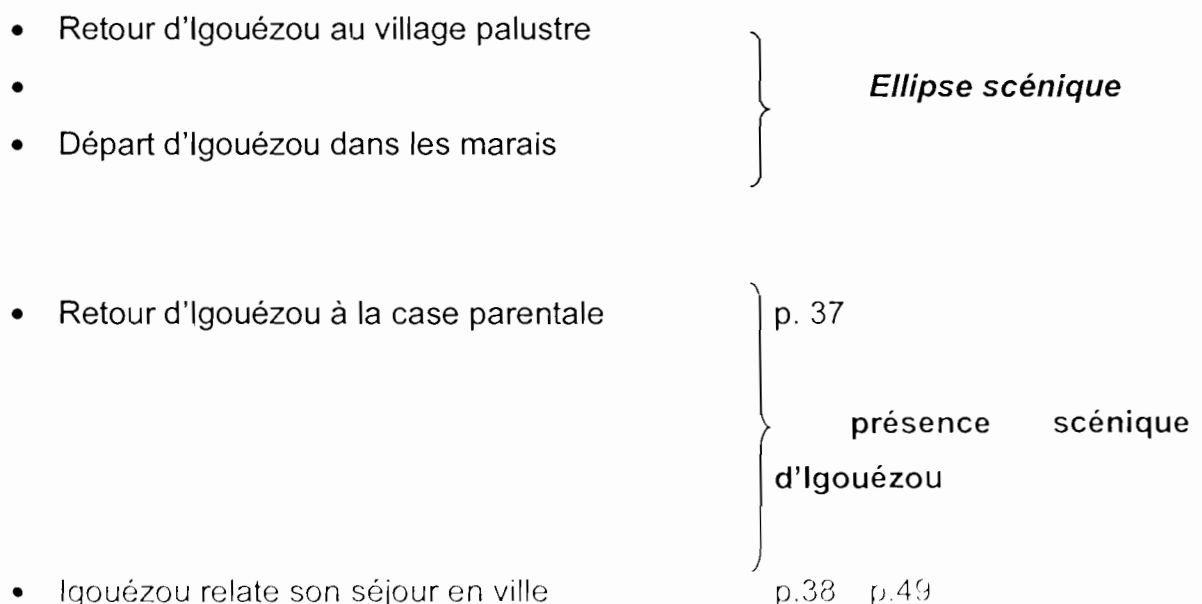 • Retour d'Igouézou au village palustre
•
Ellipse scénique
• Départ d'Igouézou dans les marais
• Retour d'Igouézou à la case parentale p. 37
présence scénique
d'Igouézou
• Igouézou relate son séjour en ville p.38 p.49